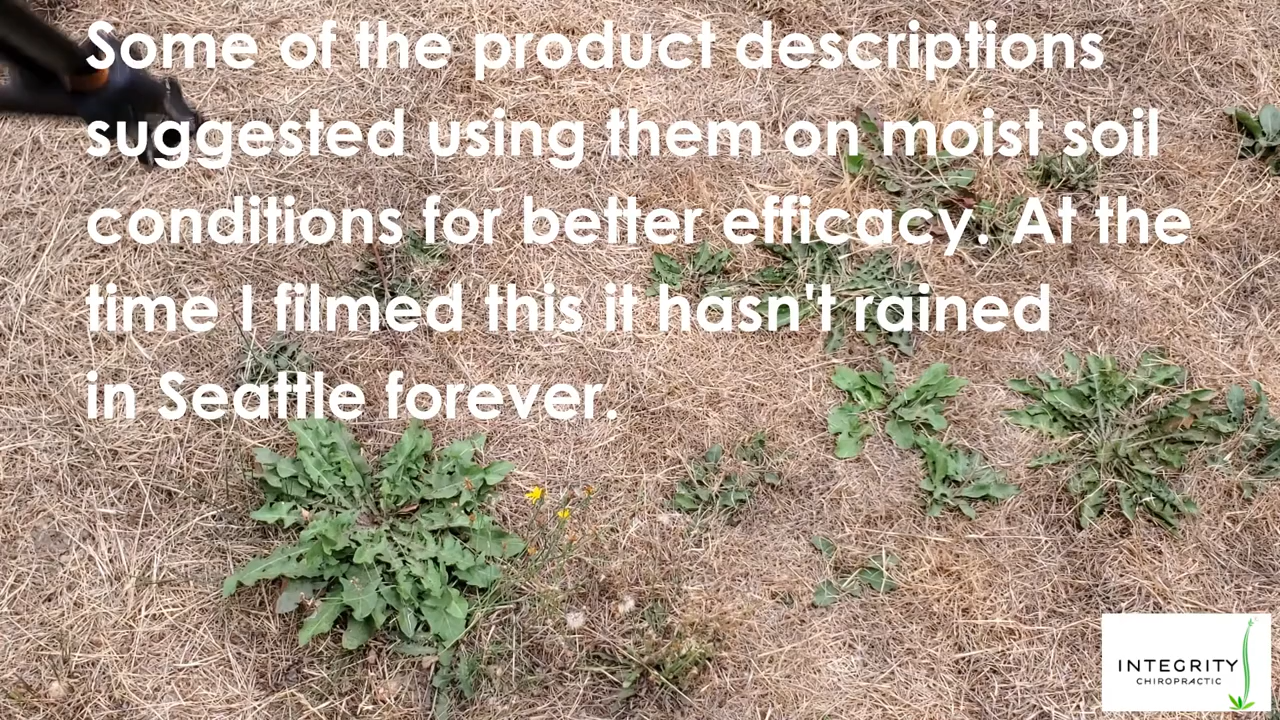 Some of the product descriptions
suggested using them on moist soil
conditions for better efficacy. At the
time I filmed this it hasn't rained
in Seattle forever.
INTEGRITY
CHIROPRACTIC